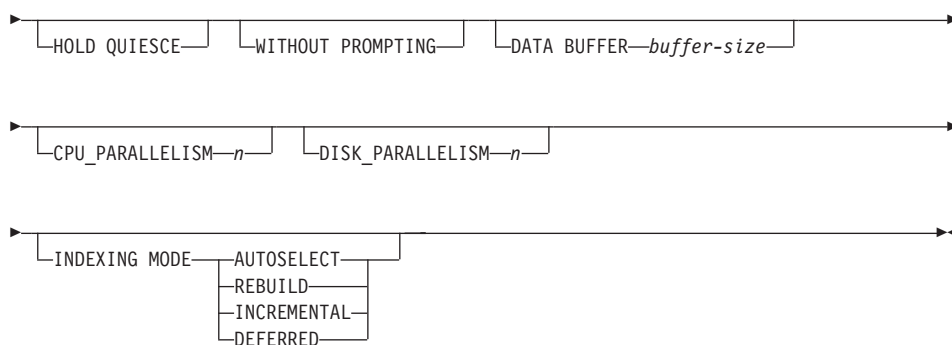 HOLD QUIESCE WITHOUT PROMPTING DATA BUFFER buffer-size
CPU_PARALLELISM n DISK_PARALLELISM n
INDEXING MODE AUTOSELECT
REBUILD
INCREMENTAL
DEFERRED